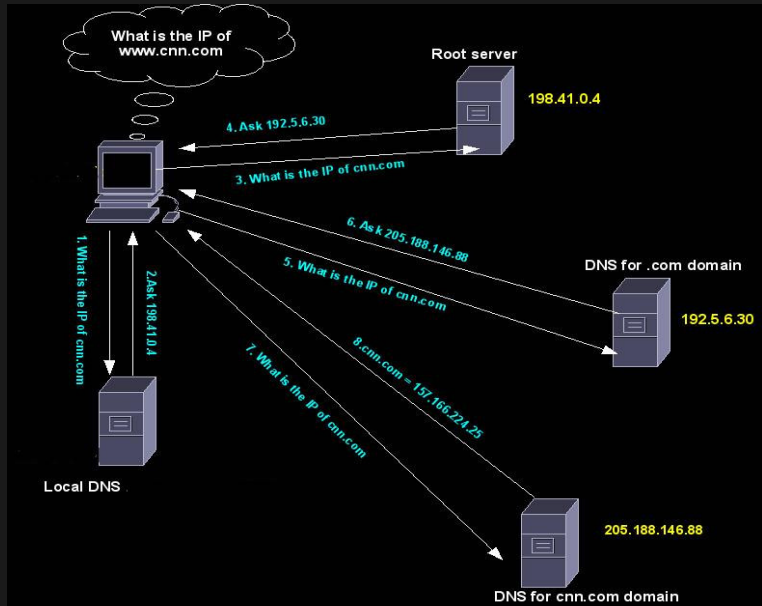 What is the IP of
www.cnn.com
Root server
198.41.0.4
4. Ask 192.5.6.30
3. What is the IP of cnn.com
6. Ask 205.188.146.88
5. What is the IP of cnn.com
DNS for .com domain
192.5.6.30
1. What is the IP of cnn.com
2.Ask 198.41.0.4
7. What is the IP of cnn.com
8.cnn.com = 157.166.224.25
Local DNS
205.188.146.88
DNS for cnn.com domain